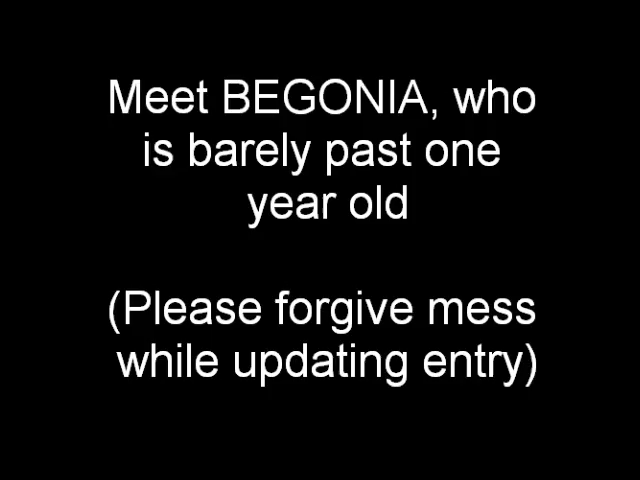 Meet BEGONIA, who
is barely past one
year old
(Please forgive mess
while updating entry)